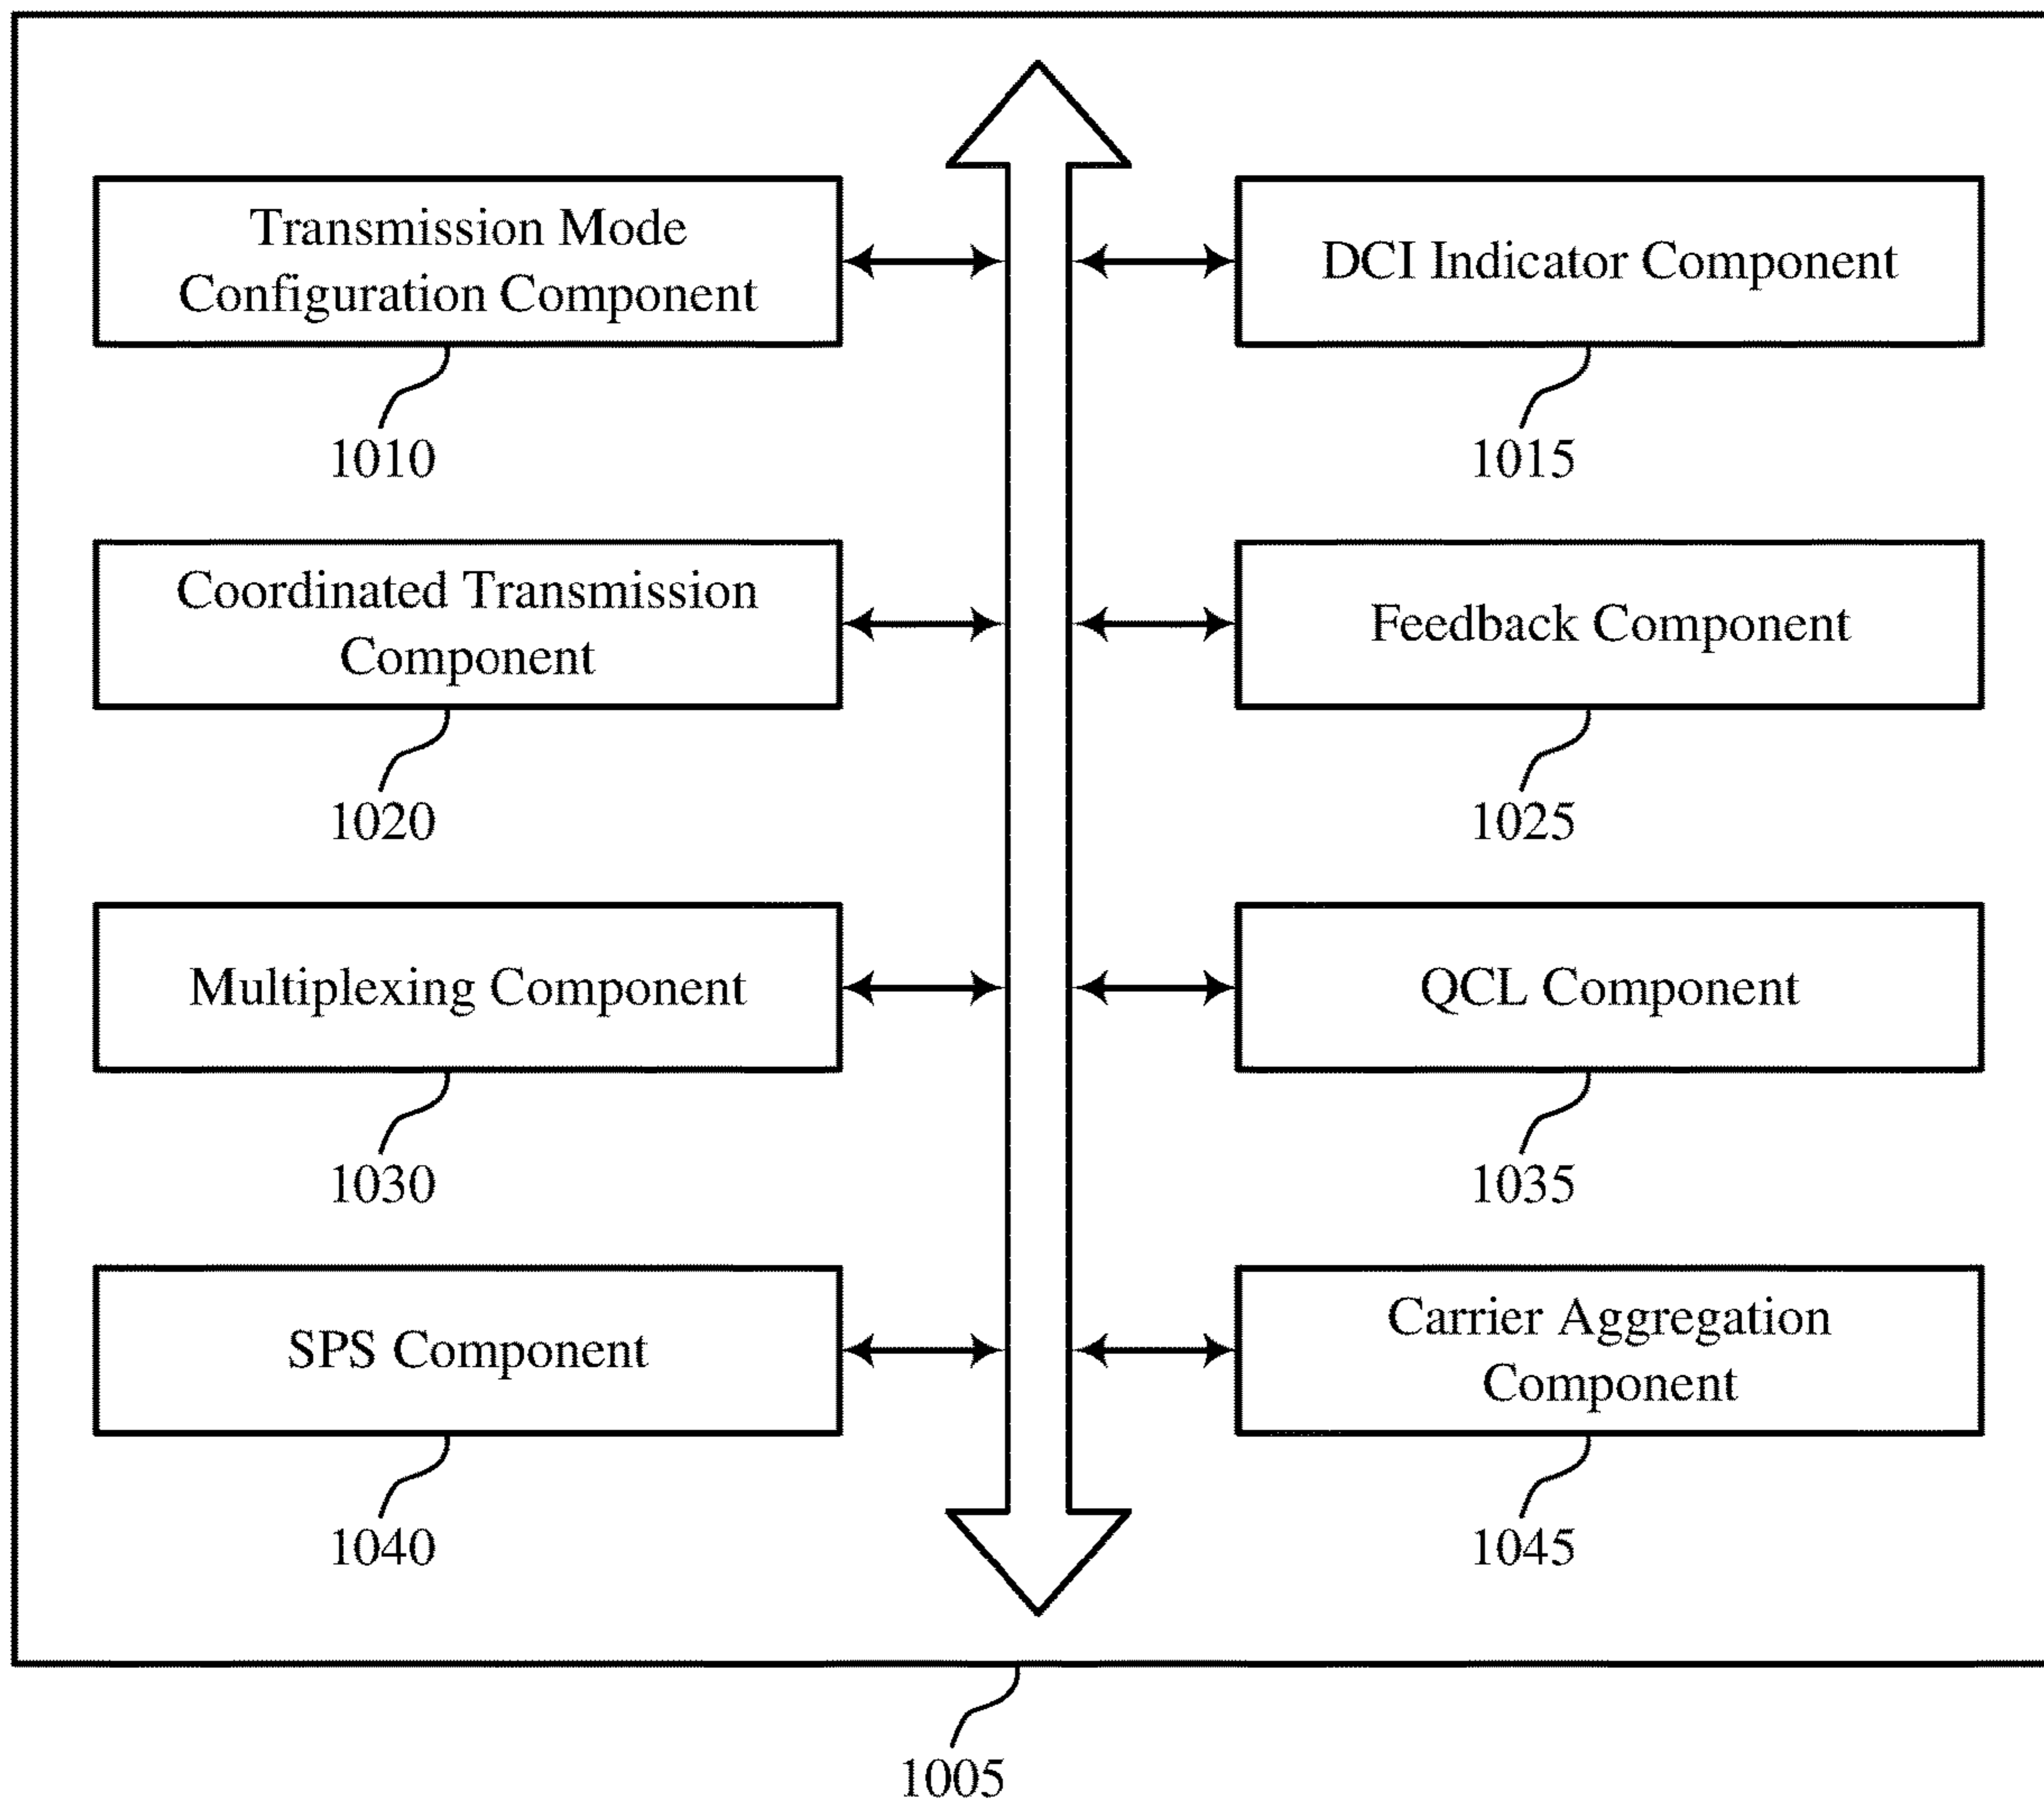 Transmission Mode
Configuration Component
1010
DCI Indicator Component
1015
Coordinated Transmission
Component
1020
Feedback Component
1025
Multiplexing Component
1030
QCL Component
1035
SPS Component
1040
Carrier Aggregation
Component
1045
1005